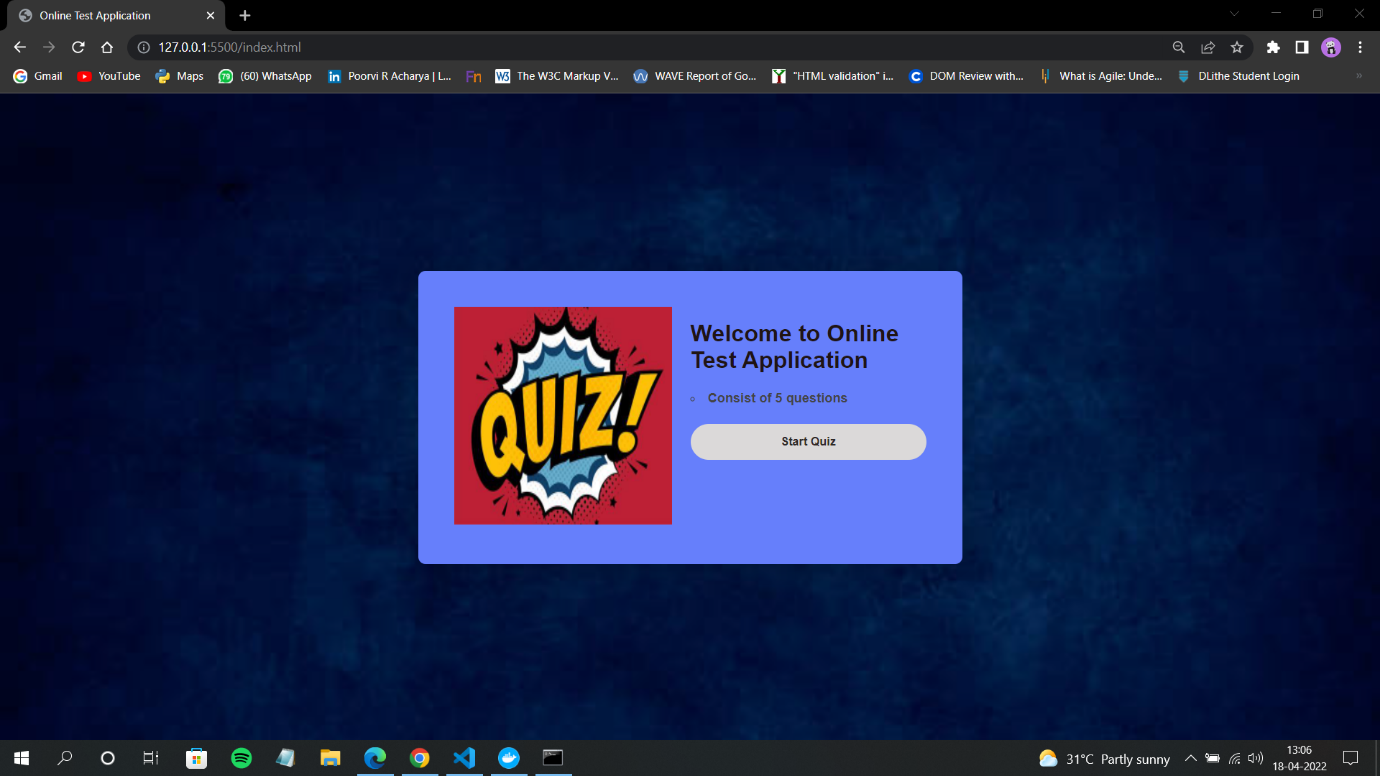 Online Test Application
127.0.0.1:5500/index.html
Gmail YouTube Maps (60) WhatsApp Poorvi R Acharya | L... Fn W3 The W3C Markup V... WAVE Report of Go... "HTML validation" i... DOM Review with... What is Agile: Unde... DLithe Student Login »
QUIZ!
Welcome to Online
Test Application
Consist of 5 questions
Start Quiz
31°C Partly sunny
13:06
18-04-2022